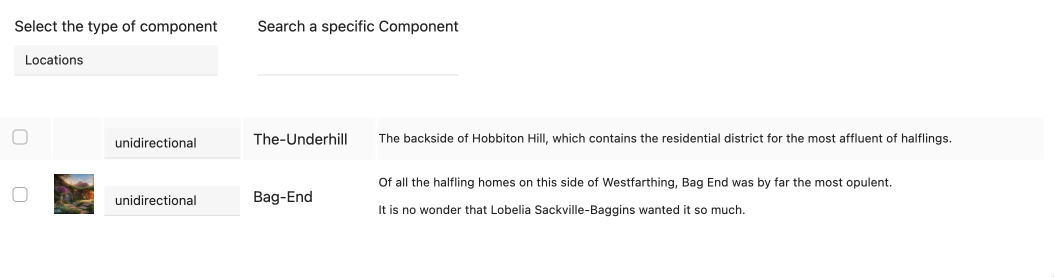 Select the type of component
Search a specific Component
Locations
unidirectional
The-Underhill
The backside of Hobbiton Hill, which contains the residential district for the most affluent of halflings.
unidirectional
Bag-End
Of all the halfling homes on this side of Westfarthing, Bag End was by far the most opulent.
It is no wonder that Lobelia Sackville-Baggins wanted it so much.